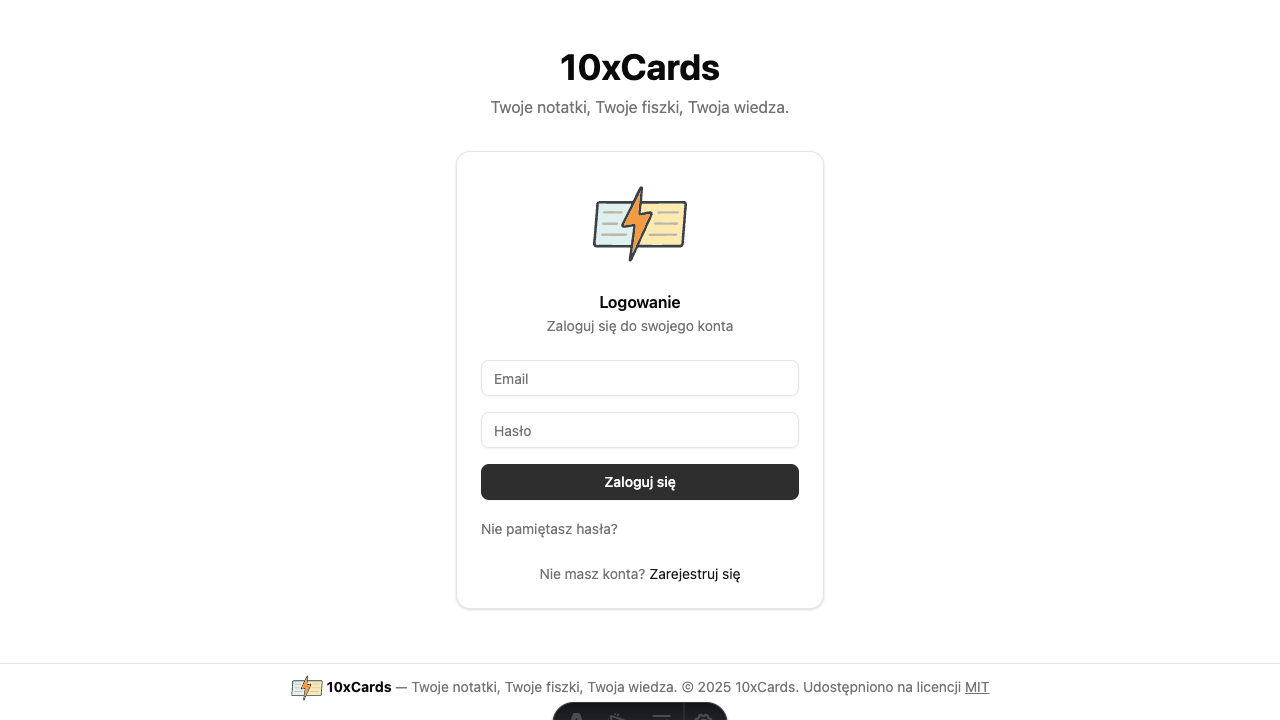 10xCards
Twoje notatki, Twoje fiszki, Twoja wiedza.
Logowanie
Zaloguj się do swojego konta
Email
Hasło
Zaloguj się
Nie pamiętasz hasła?
Nie masz konta? Zarejestruj się
10xCards — Twoje notatki, Twoje fiszki, Twoja wiedza. © 2025 10xCards. Udostępniono na licencji MIT